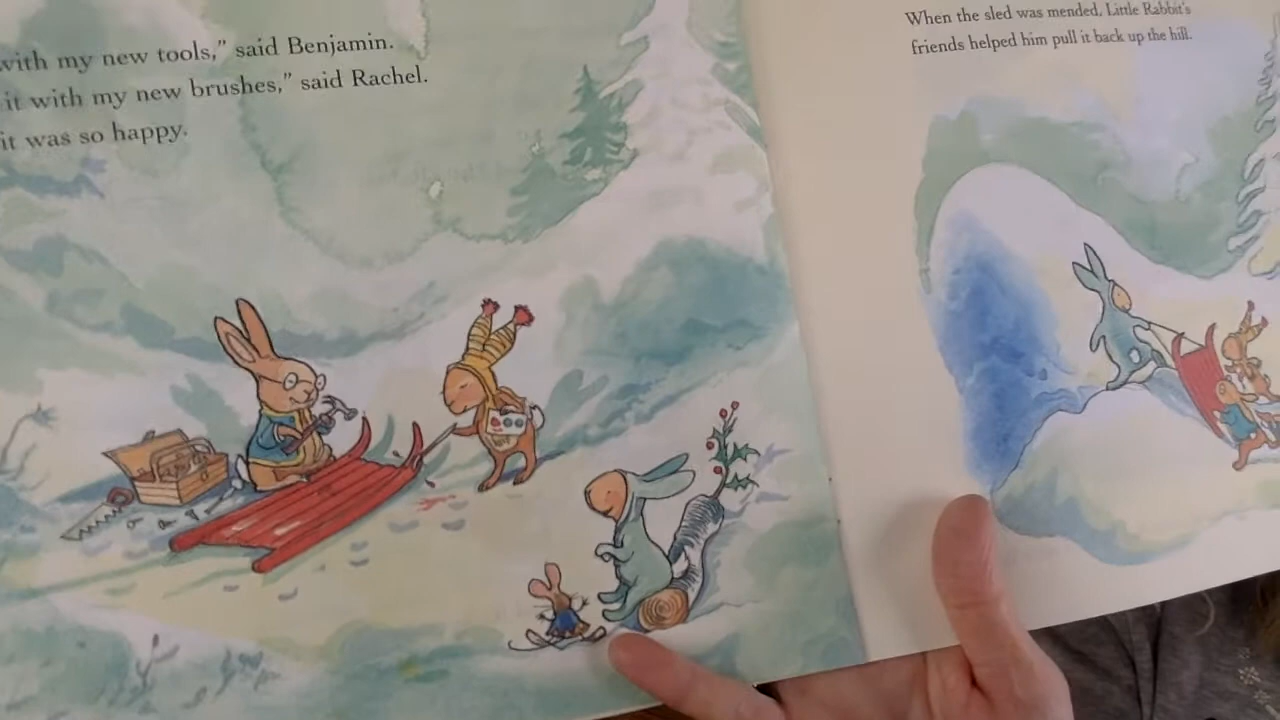 with my new tools,” said Benjamin.
it with my new brushes,” said Rachel.
it was so happy.
When the sled was mended, Little Rabbit’s
friends helped him pull it back up the hill.